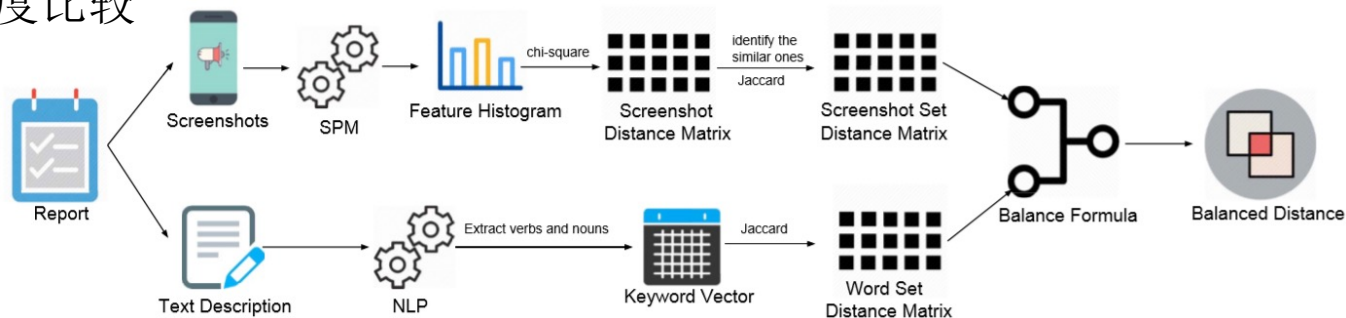 度比较
Report
Screenshots
SPM
Feature Histogram
chi-square
Screenshot
Distance Matrix
identify the
similar ones
Jaccard
Screenshot Set
Distance Matrix
Text Description
NLP
Extract verbs and nouns
Keyword Vector
Jaccard
Word Set
Distance Matrix
Balance Formula
Balanced Distance